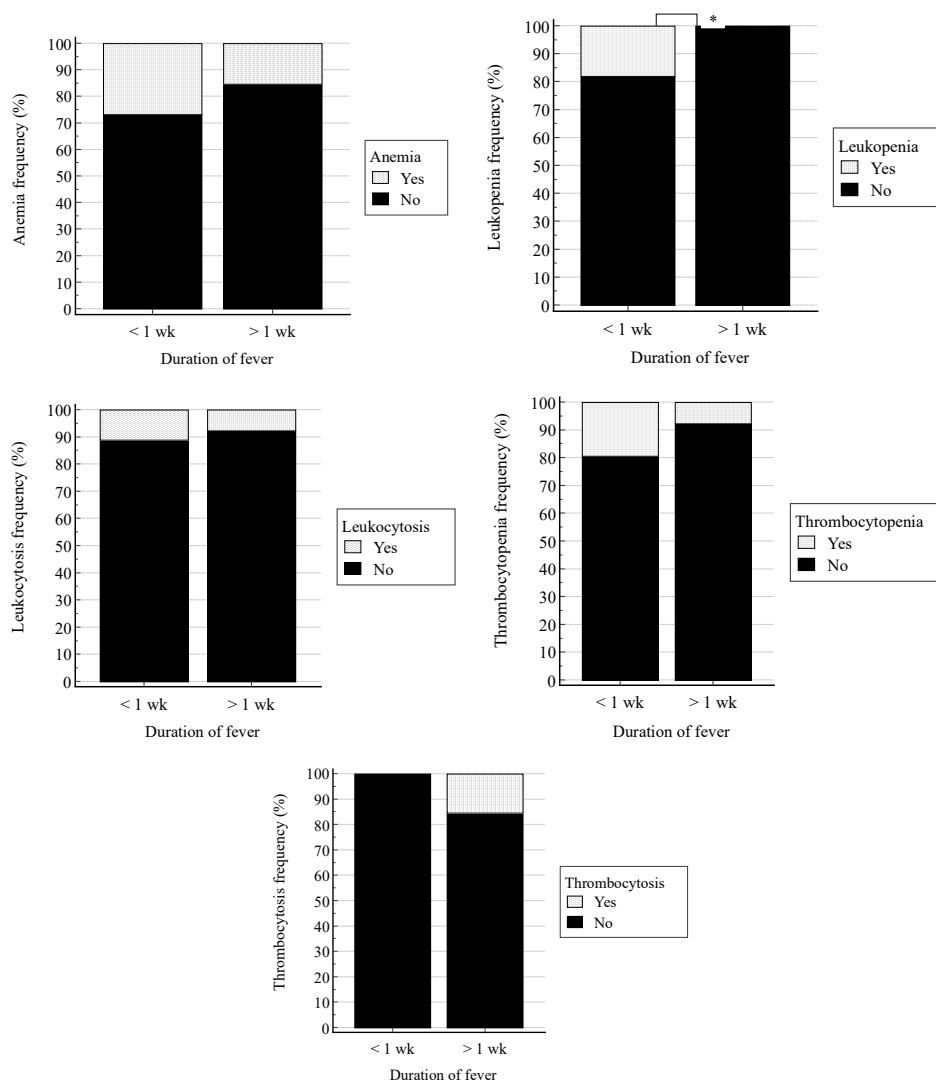 Anemia frequency (%)
100
90
80
70
60
50
40
30
20
10
0
< 1 wk
> 1 wk
Duration of fever
Anemia
Yes
No
Leukopenia frequency (%)
100
90
80
70
60
50
40
30
20
10
0
*
< 1 wk
> 1 wk
Duration of fever
Leukopenia
Yes
No
Leukocytosis frequency (%)
100
90
80
70
60
50
40
30
20
10
0
< 1 wk
> 1 wk
Duration of fever
Leukocytosis
Yes
No
Thrombocytopenia frequency (%)
100
90
80
70
60
50
40
30
20
10
0
< 1 wk
> 1 wk
Duration of fever
Thrombocytopenia
Yes
No
Thrombocytosis frequency (%)
100
90
80
70
60
50
40
30
20
10
0
< 1 wk
> 1 wk
Duration of fever
Thrombocytosis
Yes
No